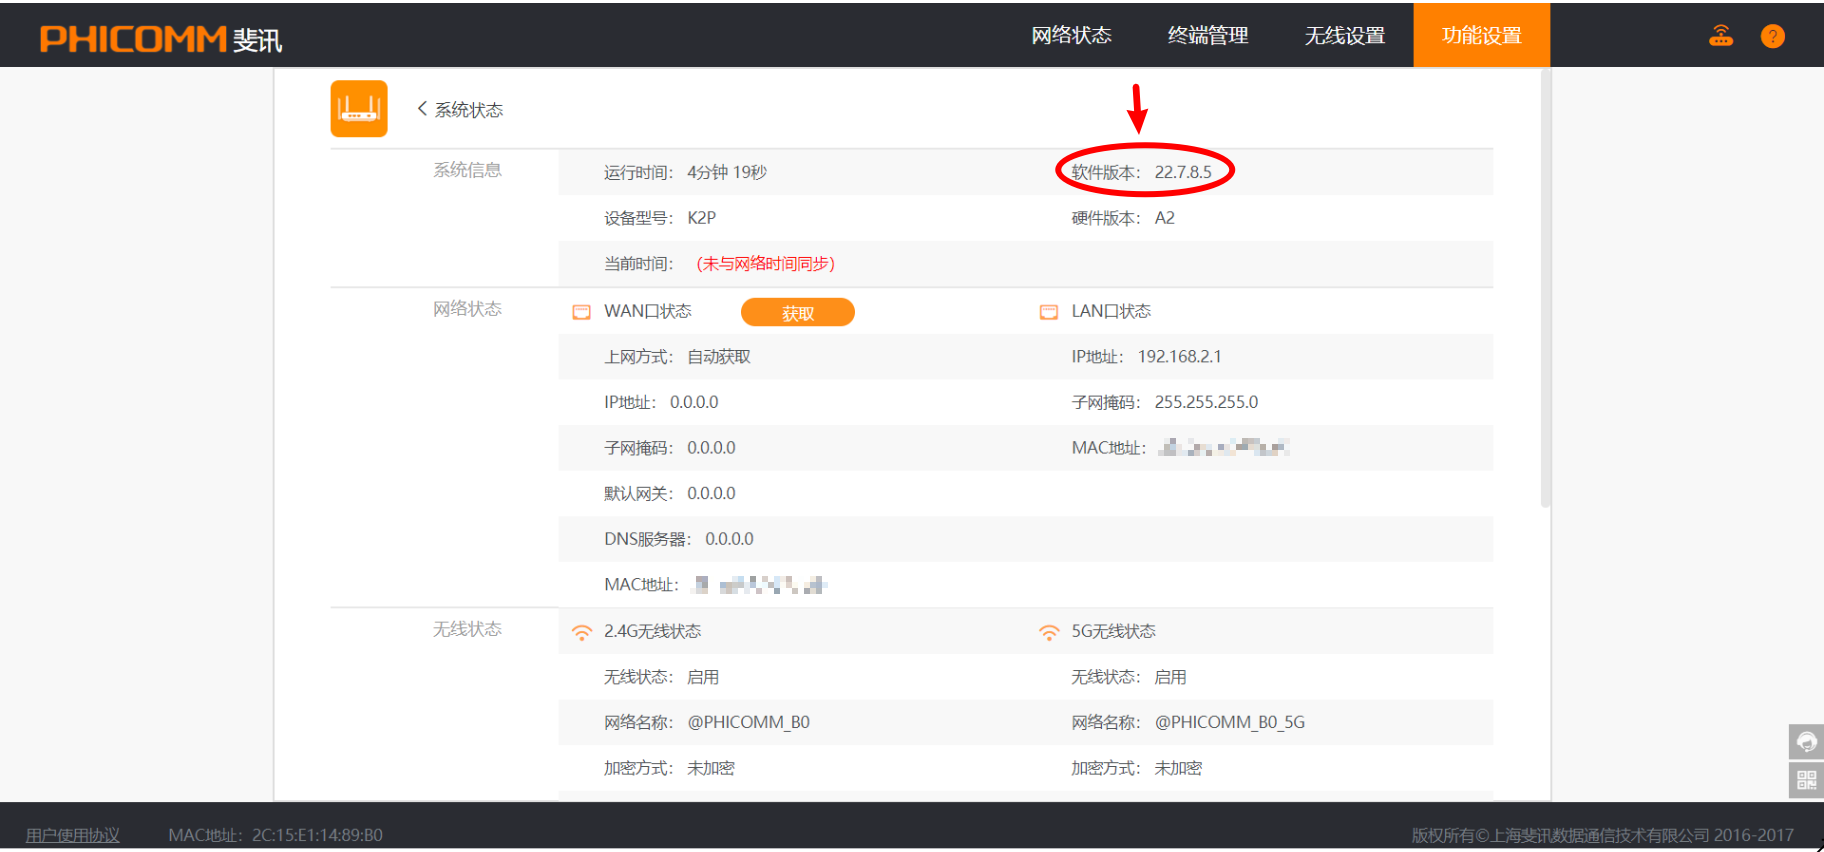 PHICOMM 斐讯
网络状态 终端管理 无线设置 功能设置
?
系统状态
系统信息 运行时间： 4分钟 19秒 软件版本： 22.7.8.5
设备型号： K2P 硬件版本： A2
当前时间： （未与网络时间同步）
网络状态 WAN口状态 获取 LAN口状态
上网方式： 自动获取 IP地址： 192.168.2.1
IP地址： 0.0.0.0 子网掩码： 255.255.255.0
子网掩码： 0.0.0.0 MAC地址：
默认网关： 0.0.0.0
DNS服务器： 0.0.0.0
MAC地址：
无线状态 2.4G无线状态 5G无线状态
无线状态： 启用 无线状态： 启用
网络名称： @PHICOMM_B0 网络名称： @PHICOMM_B0_5G
加密方式： 未加密 加密方式： 未加密
用户使用协议 MAC地址：2C:15:E1:14:89:B0 版权所有©上海斐讯数据通信技术有限公司 2016-2017